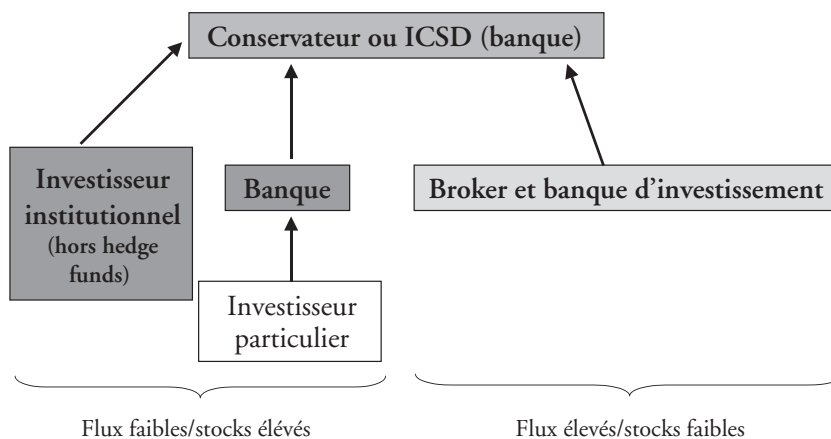 Conservateur ou ICSD (banque)
Investisseur
institutionnel
(hors hedge
funds)
Banque
Broker et banque d’investissement
Investisseur
particulier
Flux faibles/stocks élévés
Flux élevés/stocks faibles